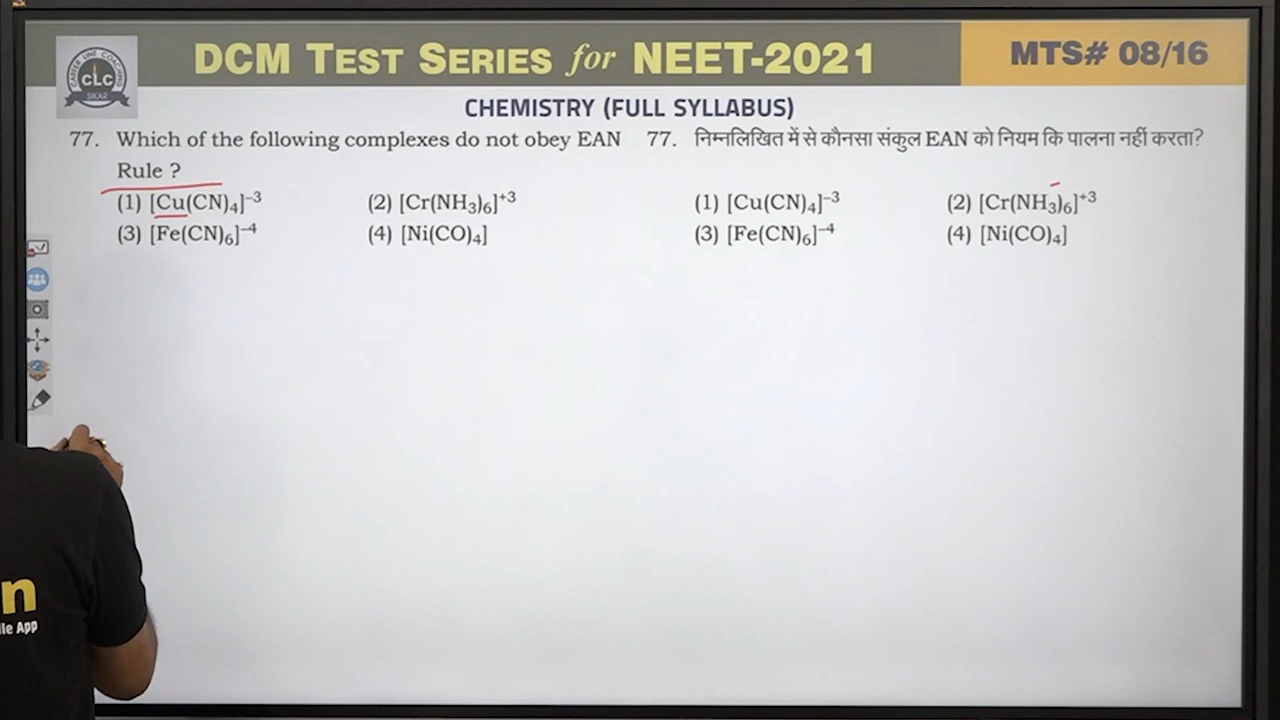 DCM TEST SERIES for NEET-2021
MTS# 08/16
CAREER LINE COACHING
CLC
SIKAR
CHEMISTRY (FULL SYLLABUS)
77. Which of the following complexes do not obey EAN
Rule ?
(1) [Cu(CN)₄]⁻³ (2) [Cr(NH₃)₆]⁺³
(3) [Fe(CN)₆]⁻⁴ (4) [Ni(CO)₄]
77. निम्नलिखित में से कौनसा संकुल EAN को नियम कि पालना नहीं करता?
(1) [Cu(CN)₄]⁻³ (2) [Cr(NH₃)₆]⁺³
(3) [Fe(CN)₆]⁻⁴ (4) [Ni(CO)₄]
n
ile App